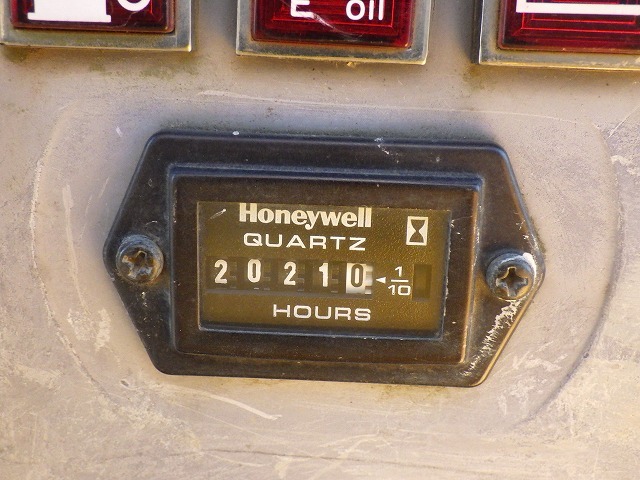 E oil
Honeywell
QUARTZ
20210 ◄ 1/10
HOURS